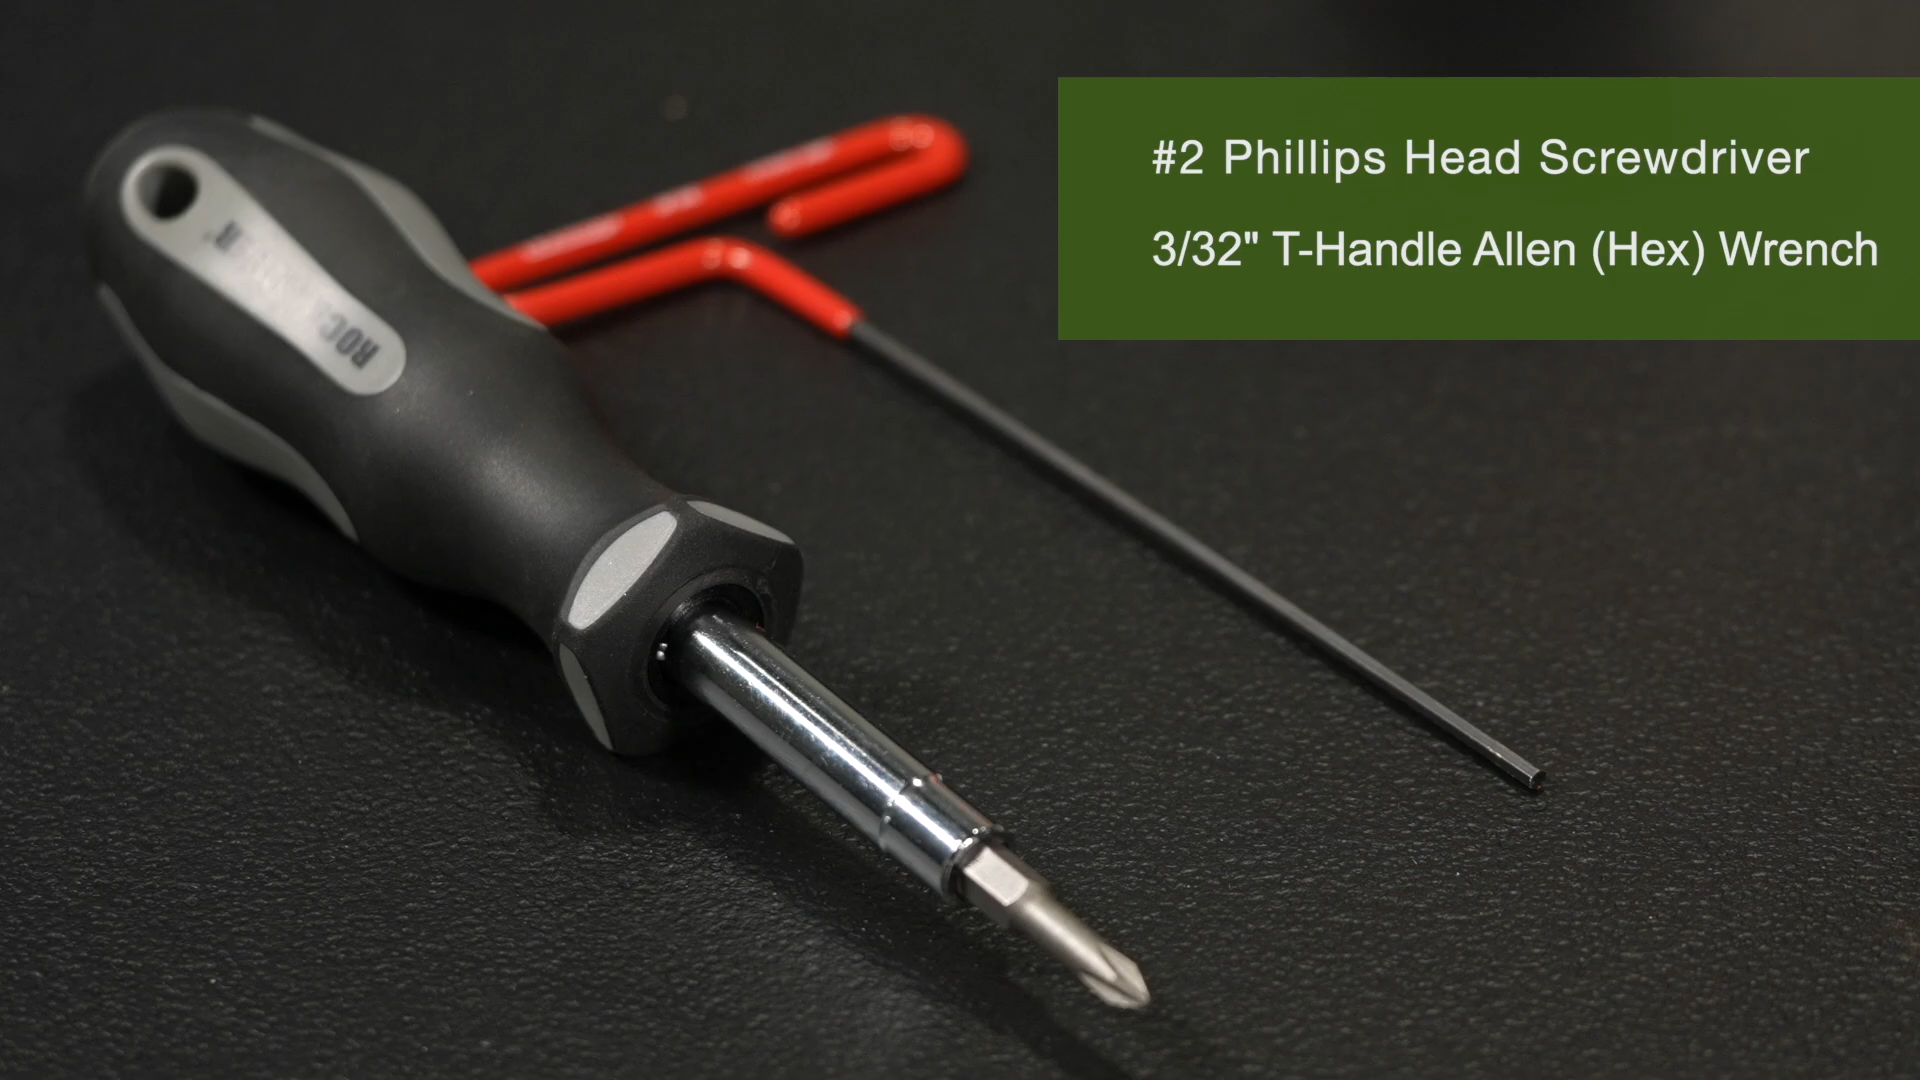 #2 Phillips Head Screwdriver
3/32" T-Handle Allen (Hex) Wrench